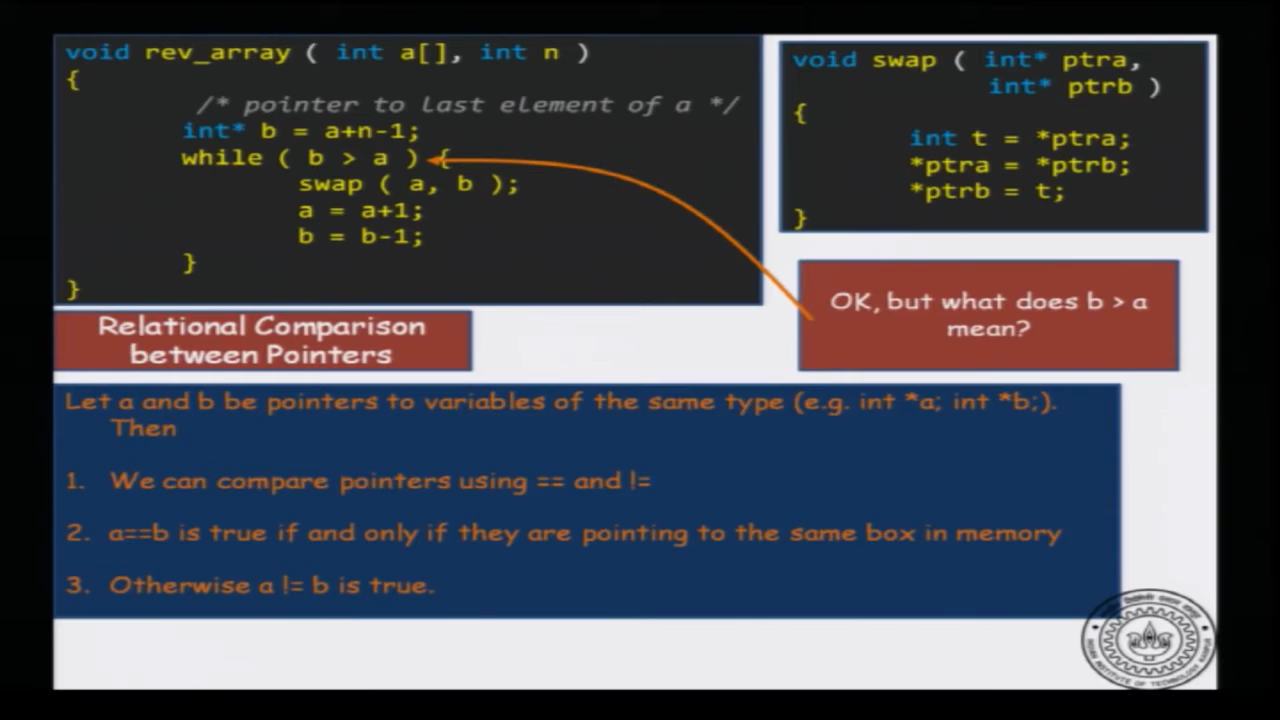 void rev_array ( int a[], int n )
{
/* pointer to last element of a */
int* b = a+n-1;
while ( b > a ) {
swap ( a, b );
a = a+1;
b = b-1;
}
}
void swap ( int* ptra,
int* ptrb )
{
int t = *ptra;
*ptra = *ptrb;
*ptrb = t;
}
OK, but what does b > a
mean?
Relational Comparison
between Pointers
Let a and b be pointers to variables of the same type (e.g. int *a; int *b;).
Then
1. We can compare pointers using == and !=
2. a==b is true if and only if they are pointing to the same box in memory
3. Otherwise a != b is true.